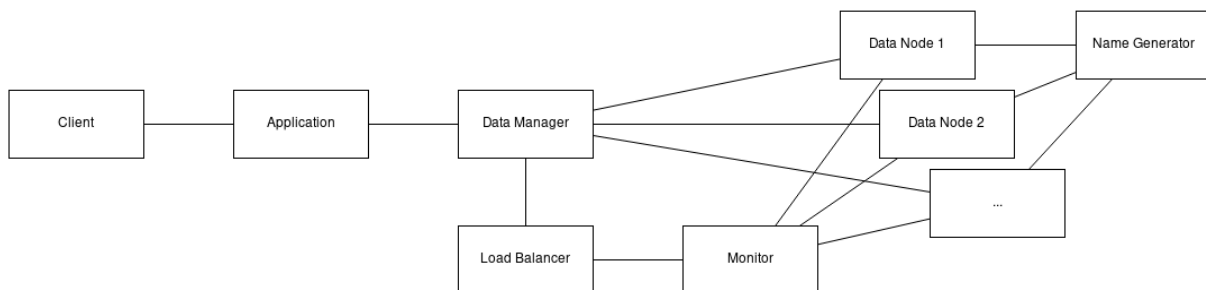 Data Node 1
Name Generator
Client
Application
Data Manager
Data Node 2
...
Load Balancer
Monitor